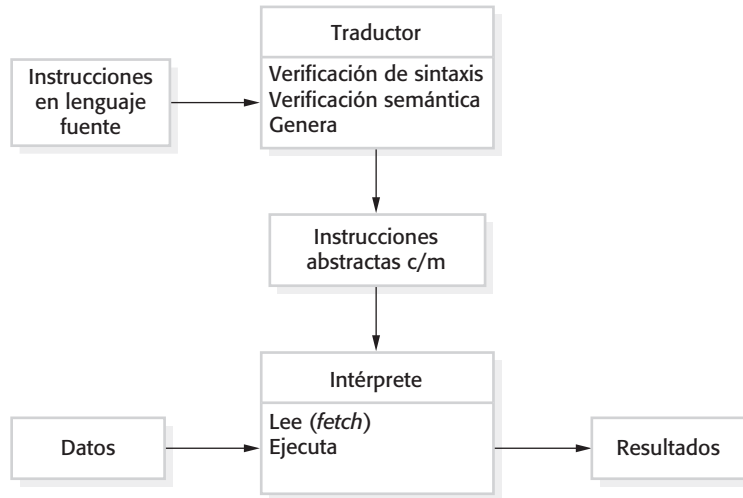 Traductor
Instrucciones
en lenguaje
fuente
Verificación de sintaxis
Verificación semántica
Genera
Instrucciones
abstractas c/m
Intérprete
Lee (fetch)
Ejecuta
Datos
Resultados